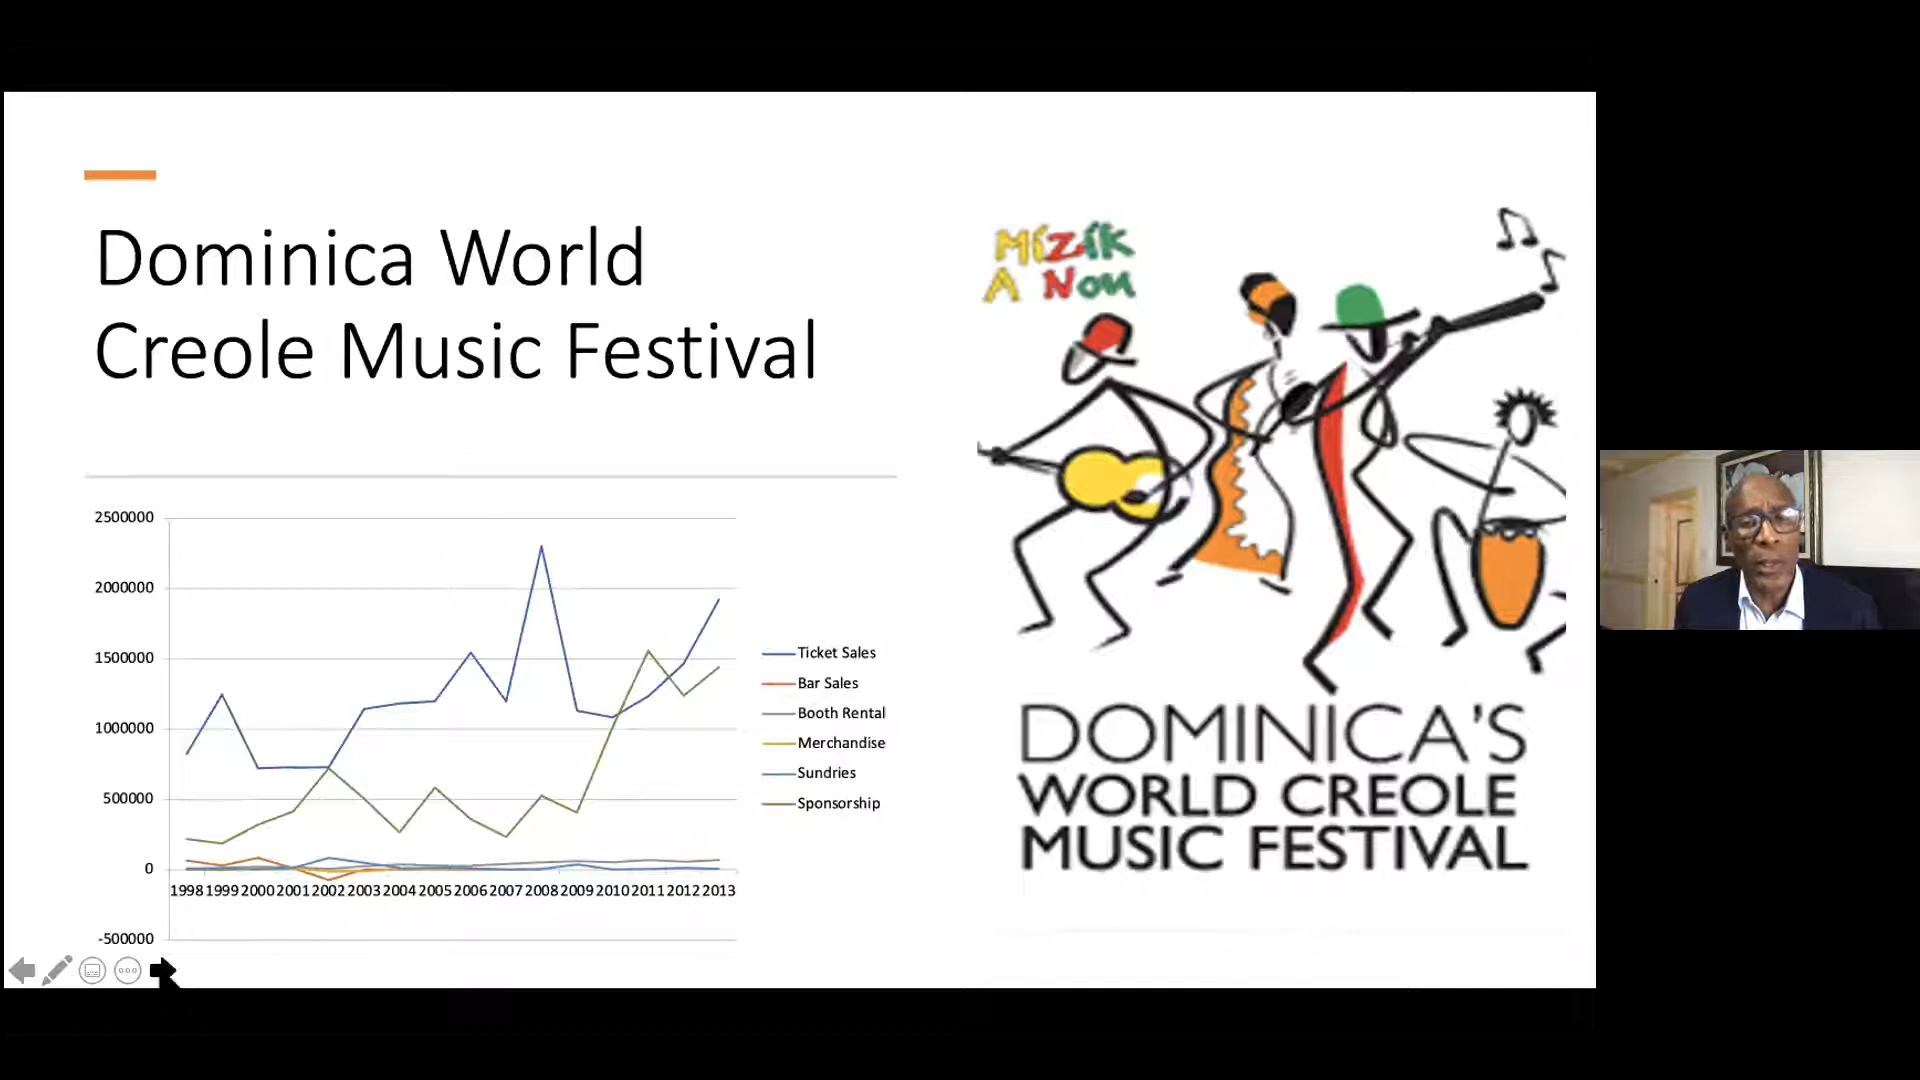 Dominica World
Creole Music Festival
2500000
2000000
1500000
1000000
500000
0
-500000
1998 1999 2000 2001 2002 2003 2004 2005 2006 2007 2008 2009 2010 2011 2012 2013
Ticket Sales
Bar Sales
Booth Rental
Merchandise
Sundries
Sponsorship
Mízík
A Nou
DOMINICA'S
WORLD CREOLE
MUSIC FESTIVAL